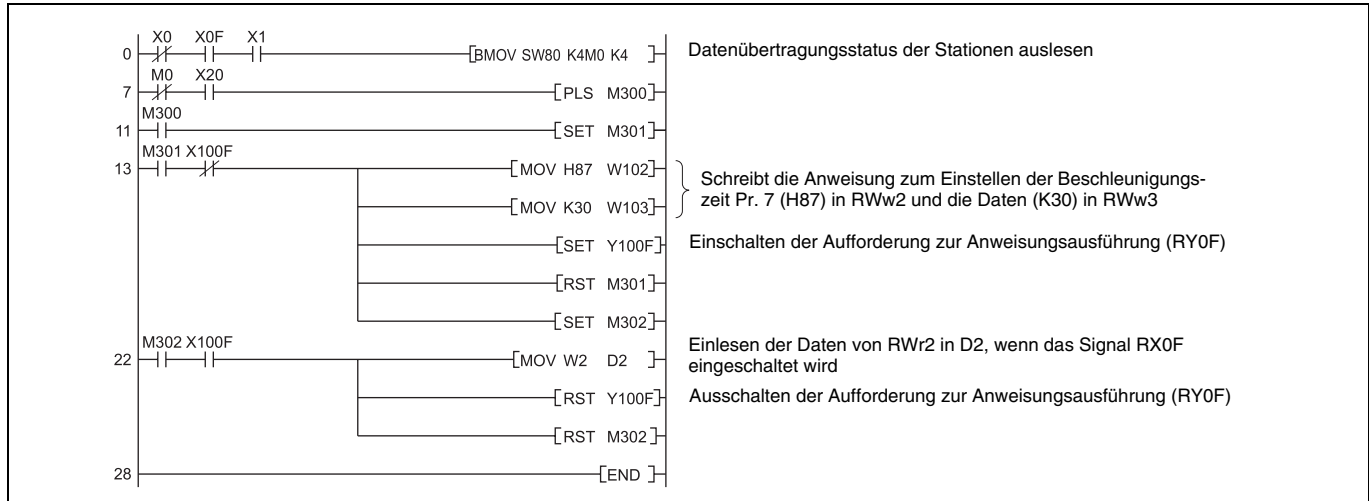 X0 X0F X1
0 [BMOV SW80 K4M0 K4 ] Datenübertragungsstatus der Stationen auslesen
M0 X20
7 [PLS M300]
M300
11 [SET M301]
M301 X100F
13 [MOV H87 W102]
Schreibt die Anweisung zum Einstellen der Beschleunigungs-
zeit Pr. 7 (H87) in RWw2 und die Daten (K30) in RWw3
[MOV K30 W103]
[SET Y100F] Einschalten der Aufforderung zur Anweisungsausführung (RY0F)
[RST M301]
[SET M302]
M302 X100F
22 [MOV W2 D2 ] Einlesen der Daten von RWr2 in D2, wenn das Signal RX0F
eingeschaltet wird
[RST Y100F] Ausschalten der Aufforderung zur Anweisungsausführung (RY0F)
[RST M302]
28 [END ]